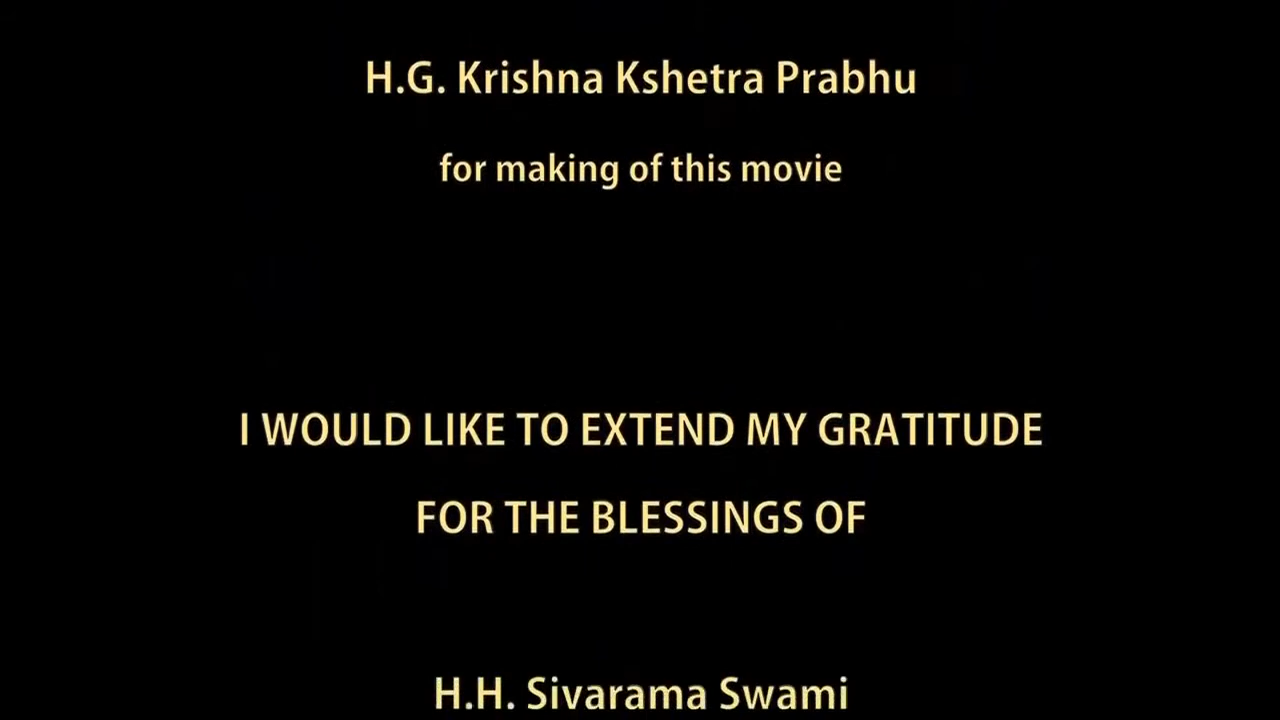 H.G. Krishna Kshetra Prabhu
for making of this movie
I WOULD LIKE TO EXTEND MY GRATITUDE
FOR THE BLESSINGS OF
H.H. Sivarama Swami